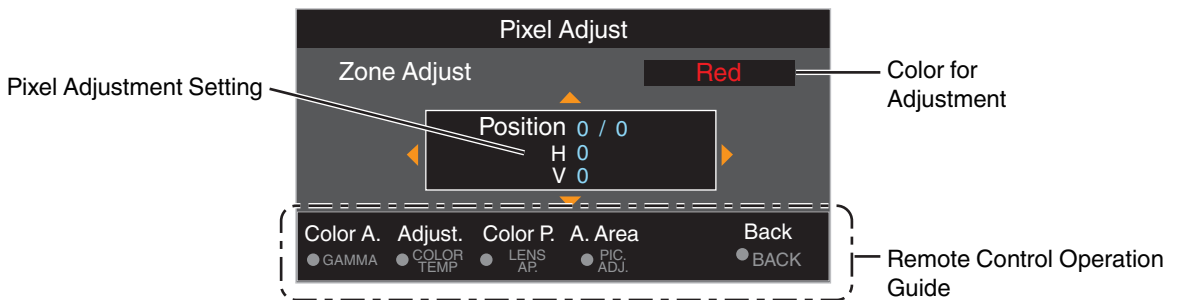 Pixel Adjust
Zone Adjust
Red
Pixel Adjustment Setting
Color for
Adjustment
Position 0 / 0
H 0
V 0
Color A. Adjust. Color P. A. Area Back
GAMMA COLOR TEMP LENS AP. PIC. ADJ. BACK
Remote Control Operation
Guide